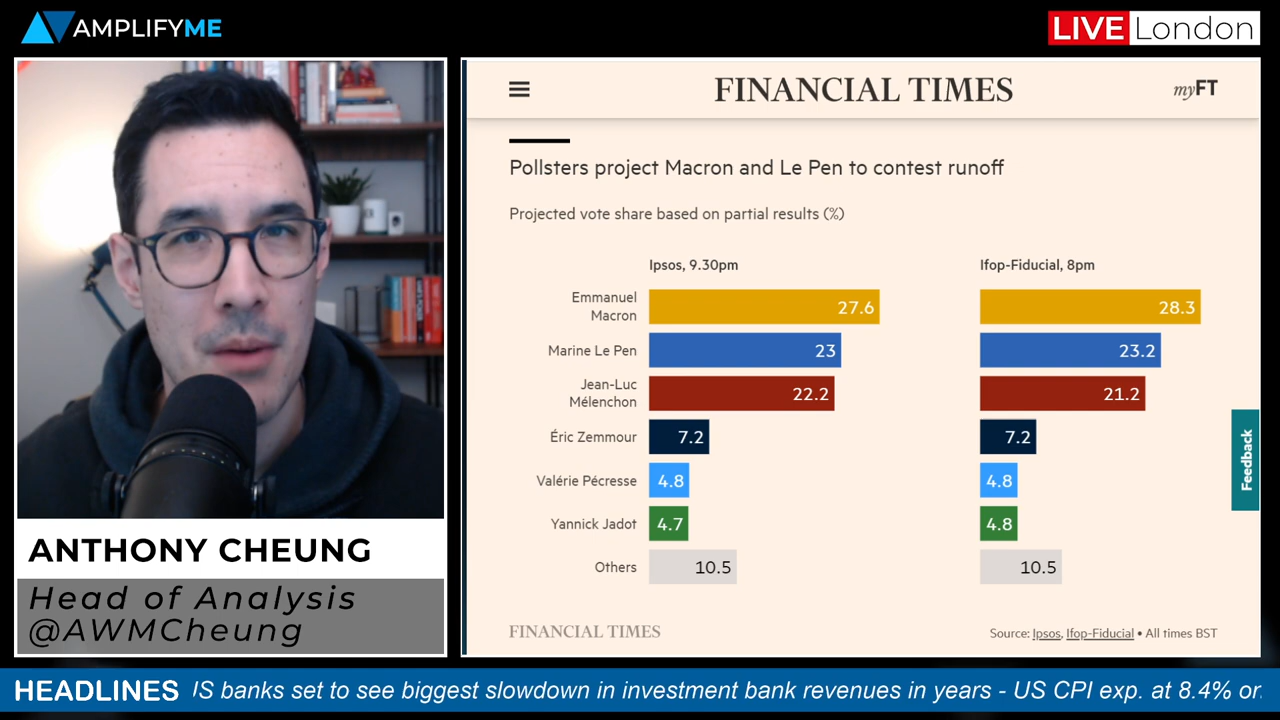 AMPLIFYME
LIVE London
FINANCIAL TIMES
myFT
Pollsters project Macron and Le Pen to contest runoff
Projected vote share based on partial results (%)
Ipsos, 9.30pm
Ifop-Fiducial, 8pm
Emmanuel
Macron
27.6
28.3
Marine Le Pen
23
23.2
Jean-Luc
Mélenchon
22.2
21.2
Éric Zemmour
7.2
7.2
Valérie Pécresse
4.8
4.8
Yannick Jadot
4.7
4.8
Others
10.5
10.5
Feedback
FINANCIAL TIMES
Source: Ipsos, Ifop-Fiducial • All times BST
ANTHONY CHEUNG
Head of Analysis
@AWMCheung
HEADLINES banks set to see biggest slowdown in investment bank revenues in years - US CPI exp. at 8.4% on